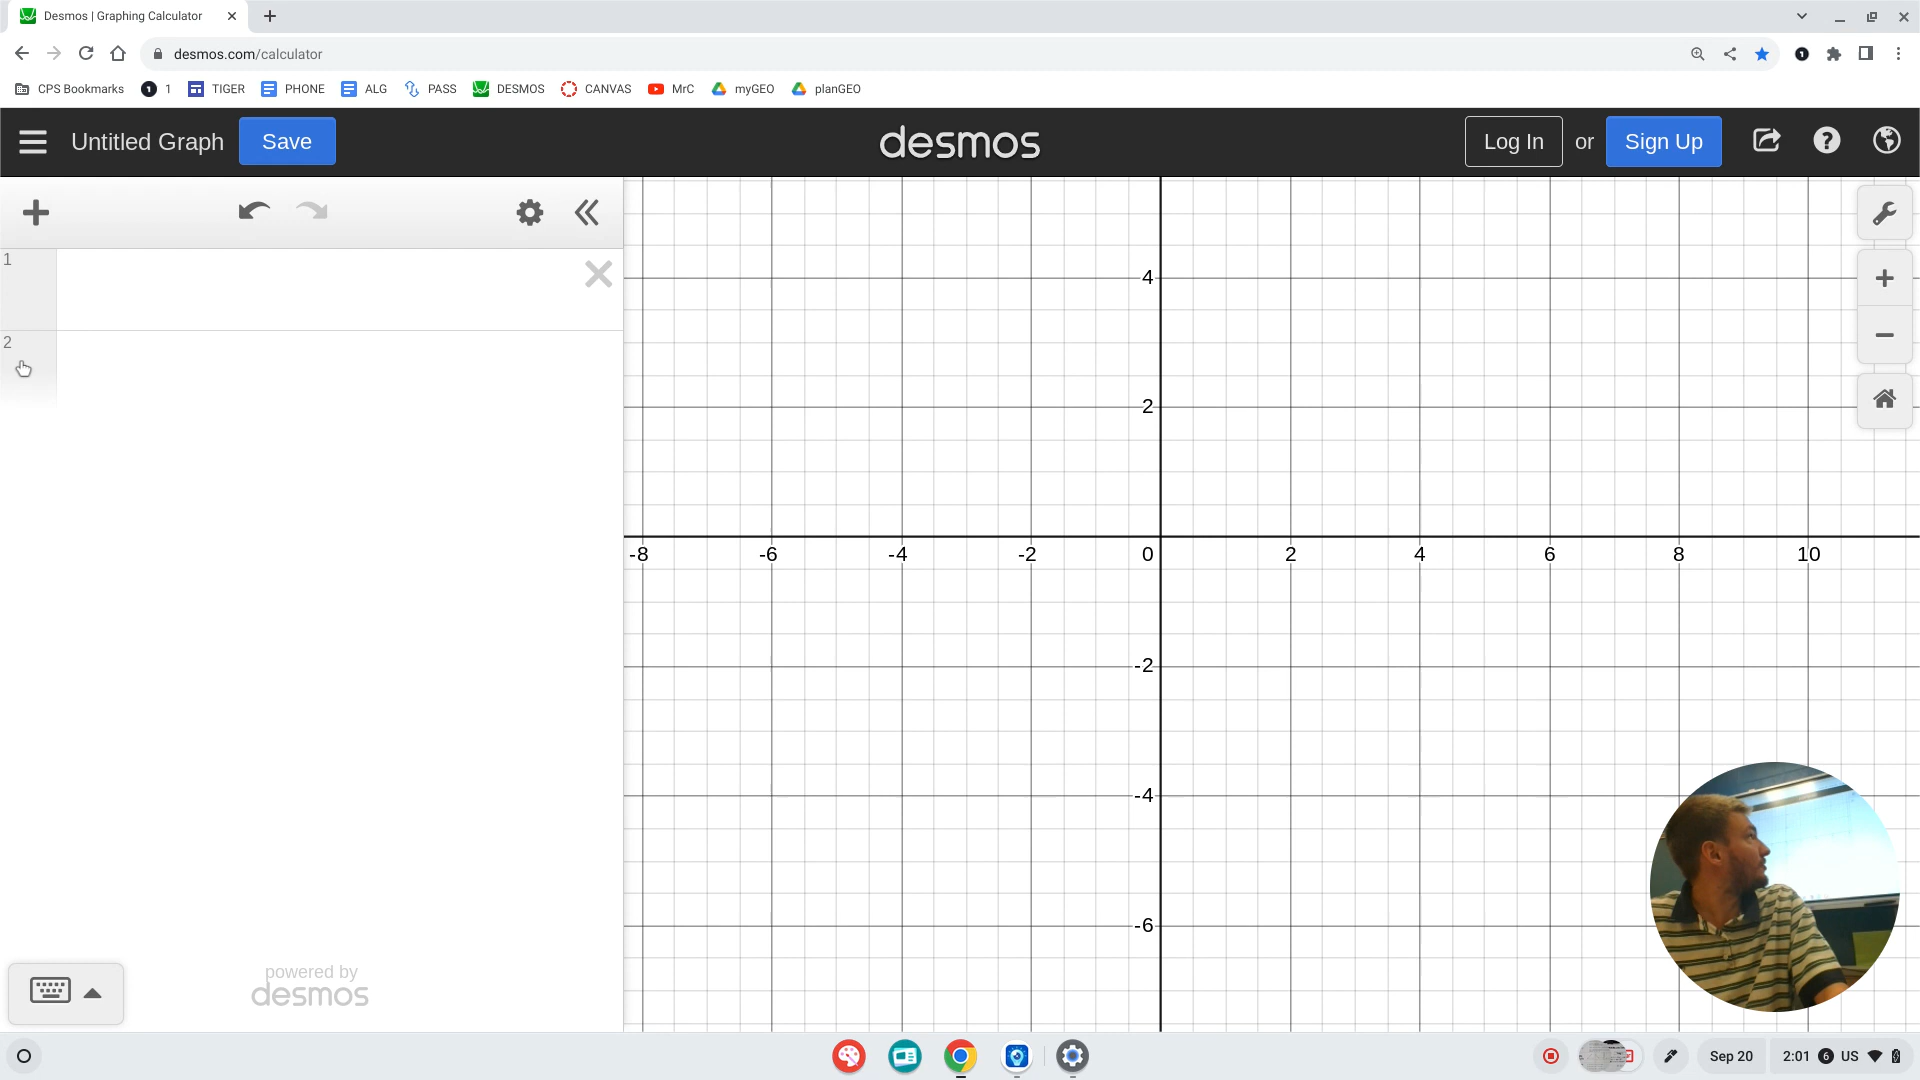 Desmos | Graphing Calculator
desmos.com/calculator
CPS Bookmarks 1 1 TIGER PHONE ALG PASS DESMOS CANVAS MrC myGEO planGEO
Untitled Graph Save desmos Log In or Sign Up
1
2
4
2
-8 -6 -4 -2 0 2 4 6 8 10
-2
-4
-6
powered by
desmos
Sep 20 2:01 6 US